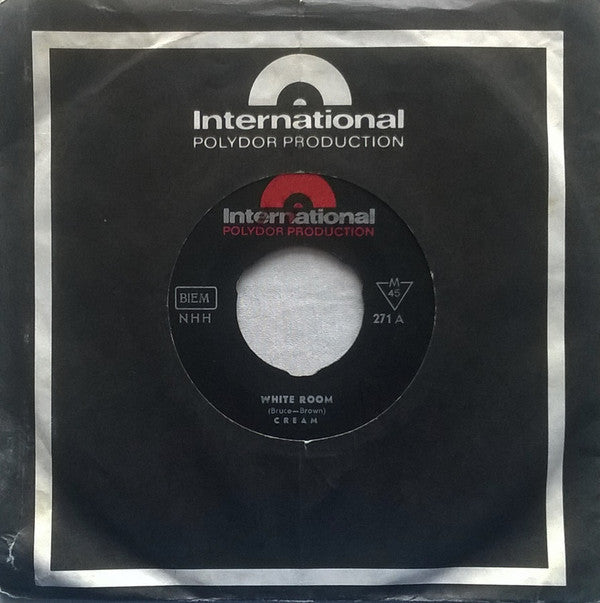 International
POLYDOR PRODUCTION
International
POLYDOR PRODUCTION
BIEM
NHH
M
45
271 A
WHITE ROOM
(Bruce—Brown)
CREAM